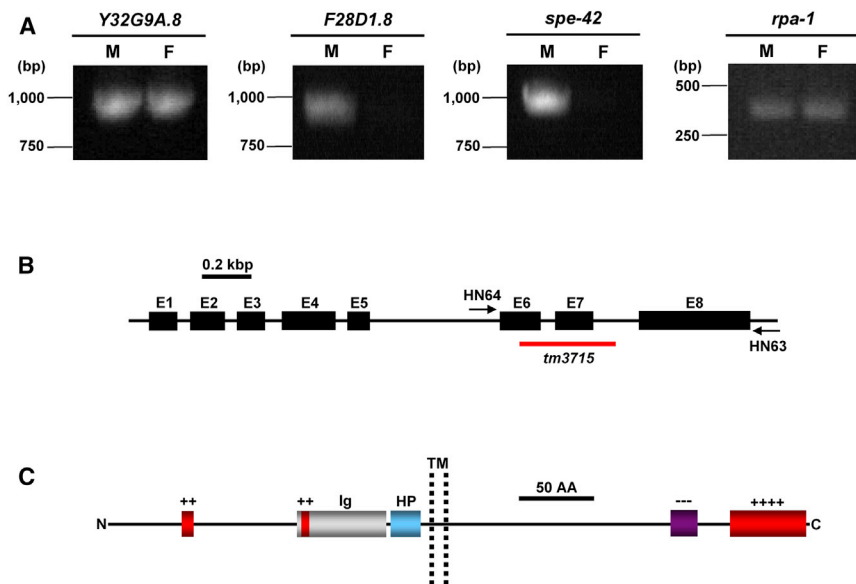 A
Y32G9A.8
M F
(bp)
1,000
750
F28D1.8
M F
(bp)
1,000
750
spe-42
M F
(bp)
1,000
750
rpa-1
M F
(bp)
500
250
B
0.2 kbp
E1 E2 E3 E4 E5 HN64 E6 E7 E8
HN63
tm3715
C
TM
50 AA
++ ++ Ig HP --- ++++
N C